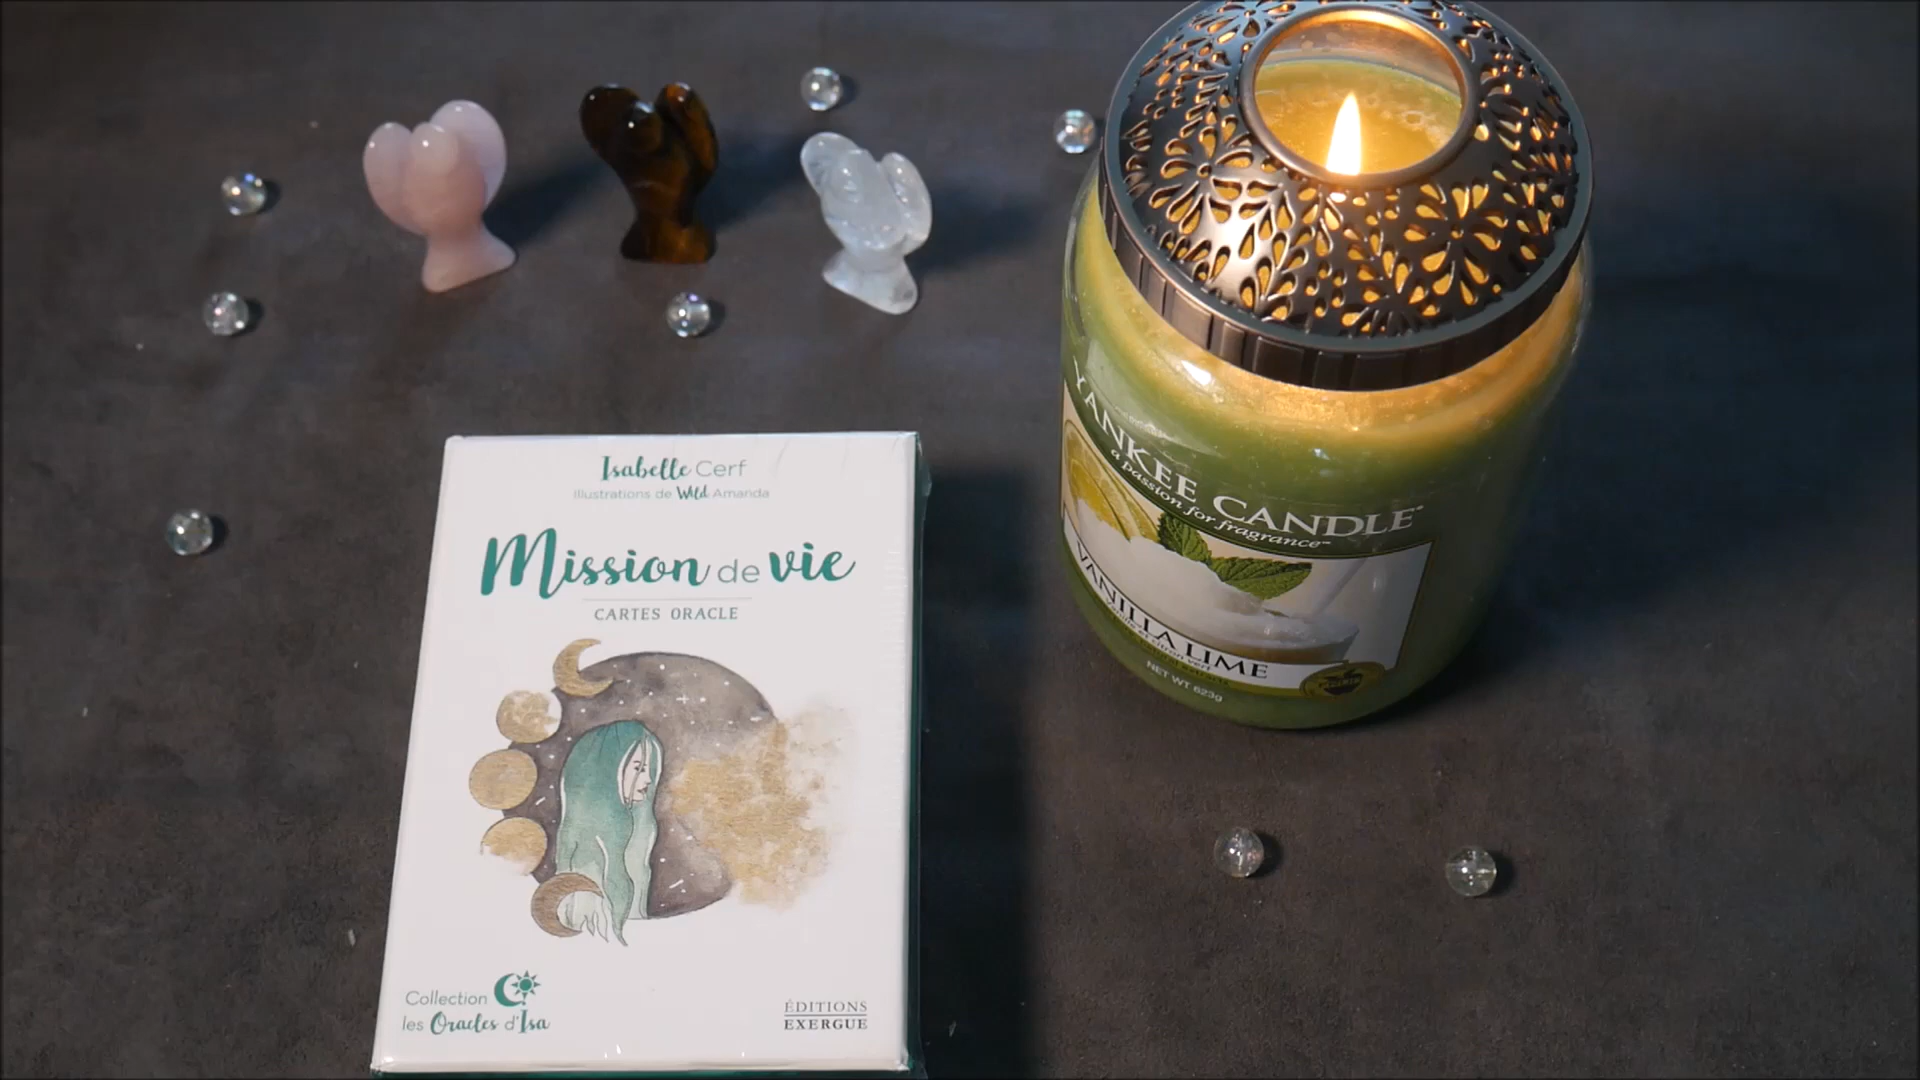 Isabelle Cerf
Illustrations de Wild Amanda
Mission de vie
CARTES ORACLE
Collection
les Oracles d'Isa
ÉDITIONS
EXERGUE
YANKEE CANDLE®
a passion for fragrance™
VANILLA LIME
NET WT 623g